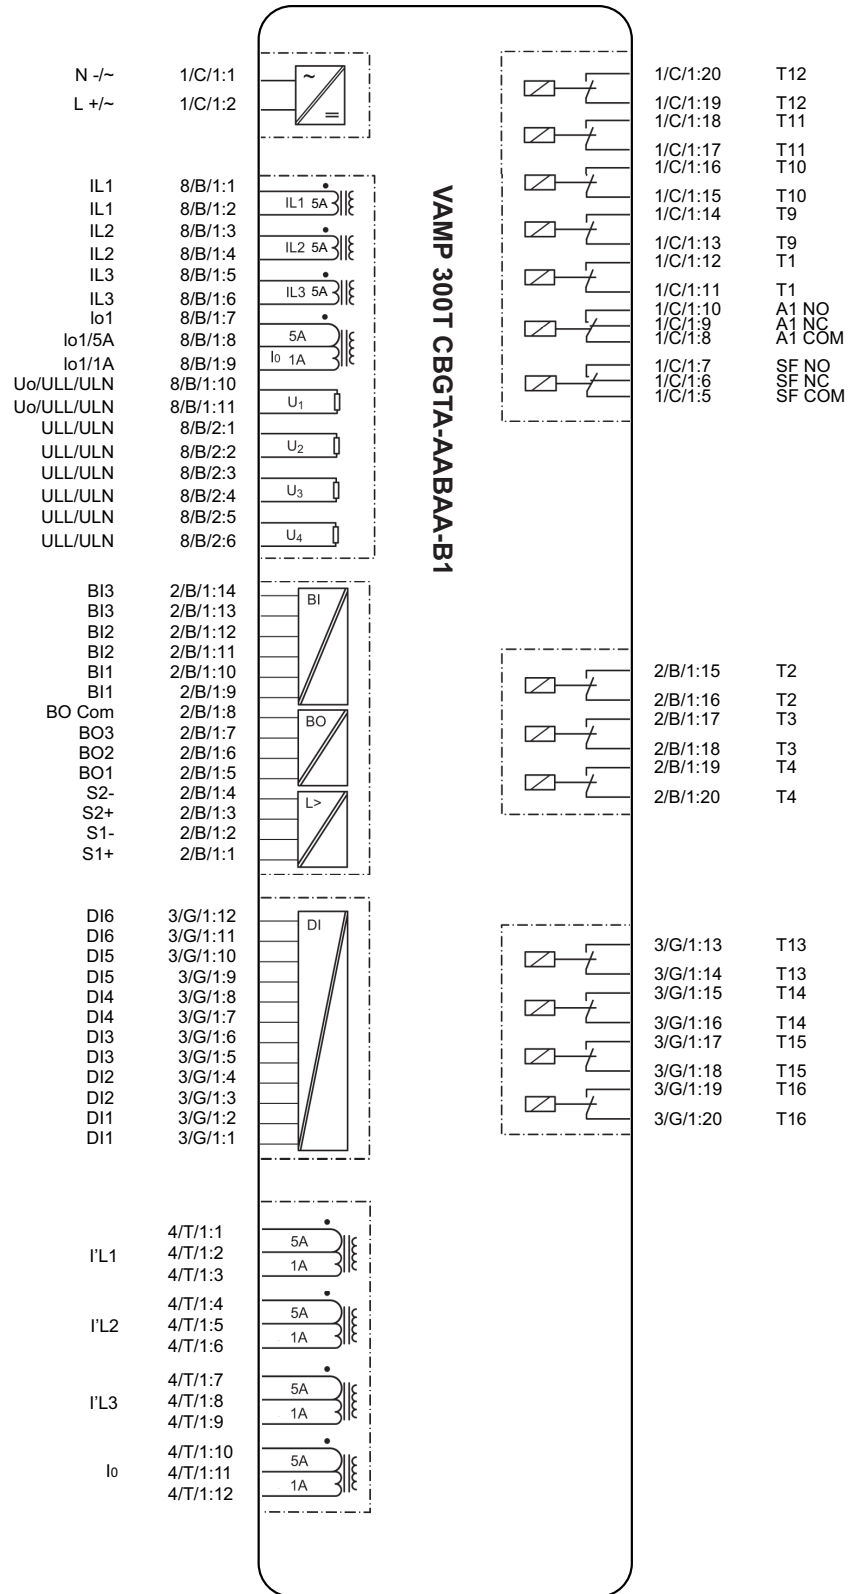 N -/~ 1/C/1:1
L +/~ 1/C/1:2
~
=
IL1 8/B/1:1
IL1 8/B/1:2
IL2 8/B/1:3
IL2 8/B/1:4
IL3 8/B/1:5
IL3 8/B/1:6
Io1 8/B/1:7
Io1/5A 8/B/1:8
Io1/1A 8/B/1:9
Uo/ULL/ULN 8/B/1:10
Uo/ULL/ULN 8/B/1:11
ULL/ULN 8/B/2:1
ULL/ULN 8/B/2:2
ULL/ULN 8/B/2:3
ULL/ULN 8/B/2:4
ULL/ULN 8/B/2:5
ULL/ULN 8/B/2:6
IL1 5A
IL2 5A
IL3 5A
5A
I0 1A
U1
U2
U3
U4
BI3 2/B/1:14
BI3 2/B/1:13
BI2 2/B/1:12
BI2 2/B/1:11
BI1 2/B/1:10
BI1 2/B/1:9
BO Com 2/B/1:8
BO3 2/B/1:7
BO2 2/B/1:6
BO1 2/B/1:5
S2- 2/B/1:4
S2+ 2/B/1:3
S1- 2/B/1:2
S1+ 2/B/1:1
BI
BO
L>
DI6 3/G/1:12
DI6 3/G/1:11
DI5 3/G/1:10
DI5 3/G/1:9
DI4 3/G/1:8
DI4 3/G/1:7
DI3 3/G/1:6
DI3 3/G/1:5
DI2 3/G/1:4
DI2 3/G/1:3
DI1 3/G/1:2
DI1 3/G/1:1
DI
4/T/1:1
I'L1 4/T/1:2
4/T/1:3
5A
1A
4/T/1:4
I'L2 4/T/1:5
4/T/1:6
5A
1A
4/T/1:7
I'L3 4/T/1:8
4/T/1:9
5A
1A
4/T/1:10
I0 4/T/1:11
4/T/1:12
5A
1A
VAMP 300T CBGTA-AABAA-B1
1/C/1:20 T12
1/C/1:19 T12
1/C/1:18 T11
1/C/1:17 T11
1/C/1:16 T10
1/C/1:15 T10
1/C/1:14 T9
1/C/1:13 T9
1/C/1:12 T1
1/C/1:11 T1
1/C/1:10 A1 NO
1/C/1:9 A1 NC
1/C/1:8 A1 COM
1/C/1:7 SF NO
1/C/1:6 SF NC
1/C/1:5 SF COM
2/B/1:15 T2
2/B/1:16 T2
2/B/1:17 T3
2/B/1:18 T3
2/B/1:19 T4
2/B/1:20 T4
3/G/1:13 T13
3/G/1:14 T13
3/G/1:15 T14
3/G/1:16 T14
3/G/1:17 T15
3/G/1:18 T15
3/G/1:19 T16
3/G/1:20 T16